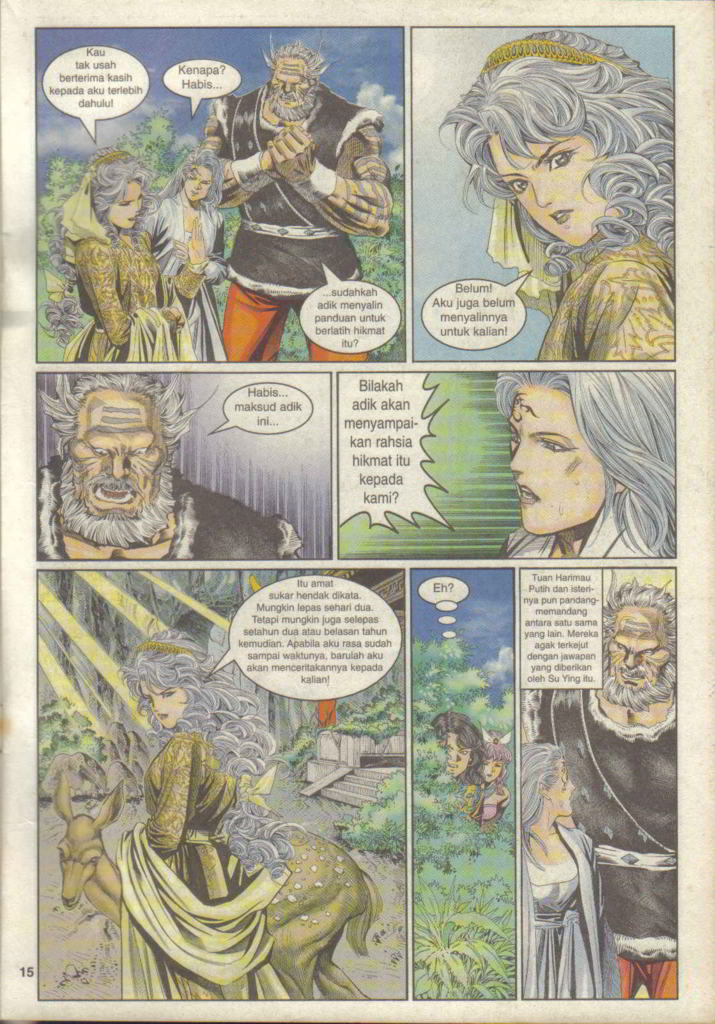 Kau
tak usah
berterima kasih
kepada aku terlebih
dahulu!
Kenapa?
Habis...
...sudahkah
adik menyalin
panduan untuk
berlatih hikmat
itu?
Belum!
Aku juga belum
menyalinnya
untuk kalian!
Habis...
maksud adik
ini...
Bilakah
adik akan
menyampai-
kan rahsia
hikmat itu
kepada
kami?
Itu amat
sukar hendak dikata.
Mungkin lepas sehari dua.
Tetapi mungkin juga selepas
setahun dua atau belasan tahun
kemudian. Apabila aku rasa sudah
sampai waktunya, barulah aku
akan menceritakannya kepada
kalian!
Eh?
Tuan Harimau
Putih dan isteri-
nya pun pandang-
memandang
antara satu sama
yang lain. Mereka
agak terkejut
dengan jawapan
yang diberikan
oleh Su Ying itu.
15